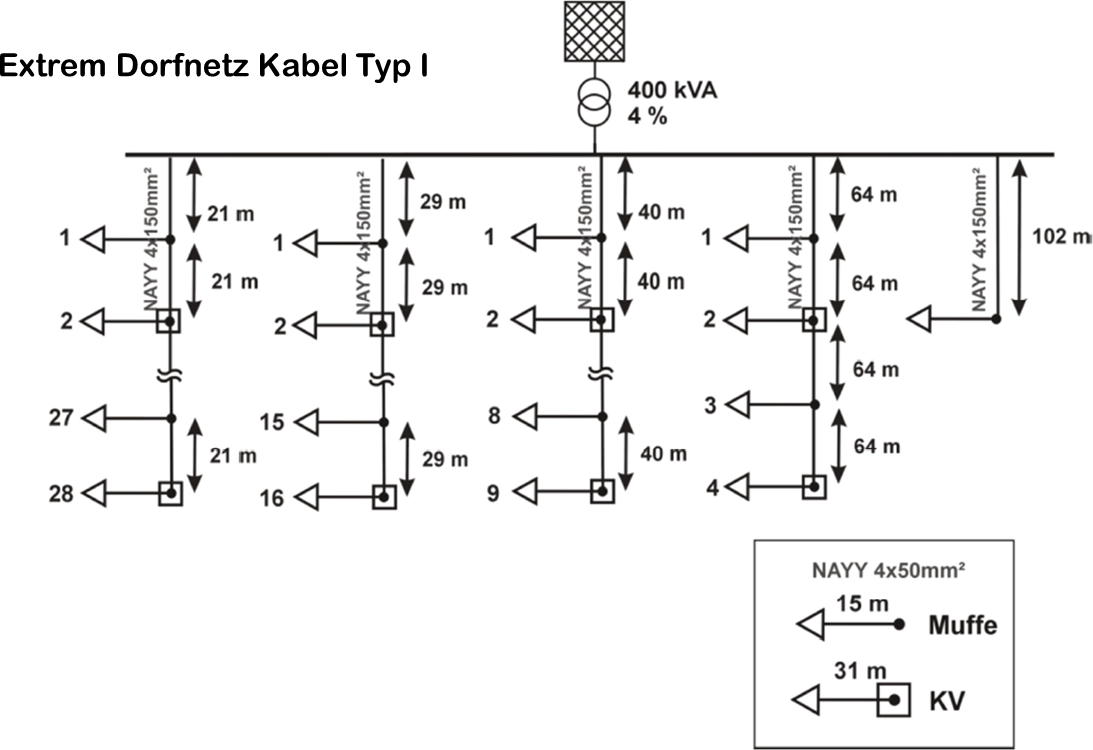 Extrem Dorfnetz Kabel Typ I
400 kVA
4 %
NAYY 4x150mm²
21 m
1
21 m
2
27
21 m
28
NAYY 4x150mm²
29 m
1
29 m
2
15
29 m
16
NAYY 4x150mm²
40 m
1
40 m
2
8
40 m
9
NAYY 4x150mm²
64 m
1
64 m
2
64 m
3
64 m
4
NAYY 4x150mm²
102 m
NAYY 4x50mm²
15 m
Muffe
31 m
KV